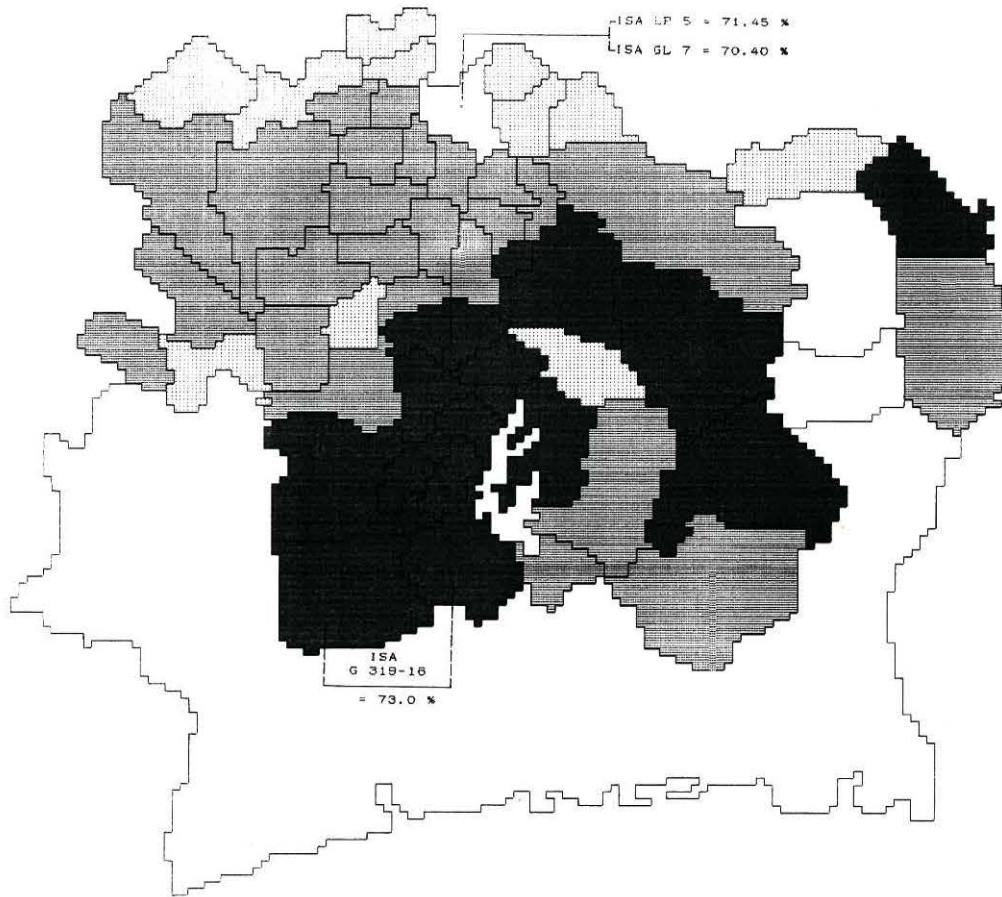 ISA LP 5 = 71.45 %
ISA GL 7 = 70.40 %
ISA
G 319-16
= 73.0 %